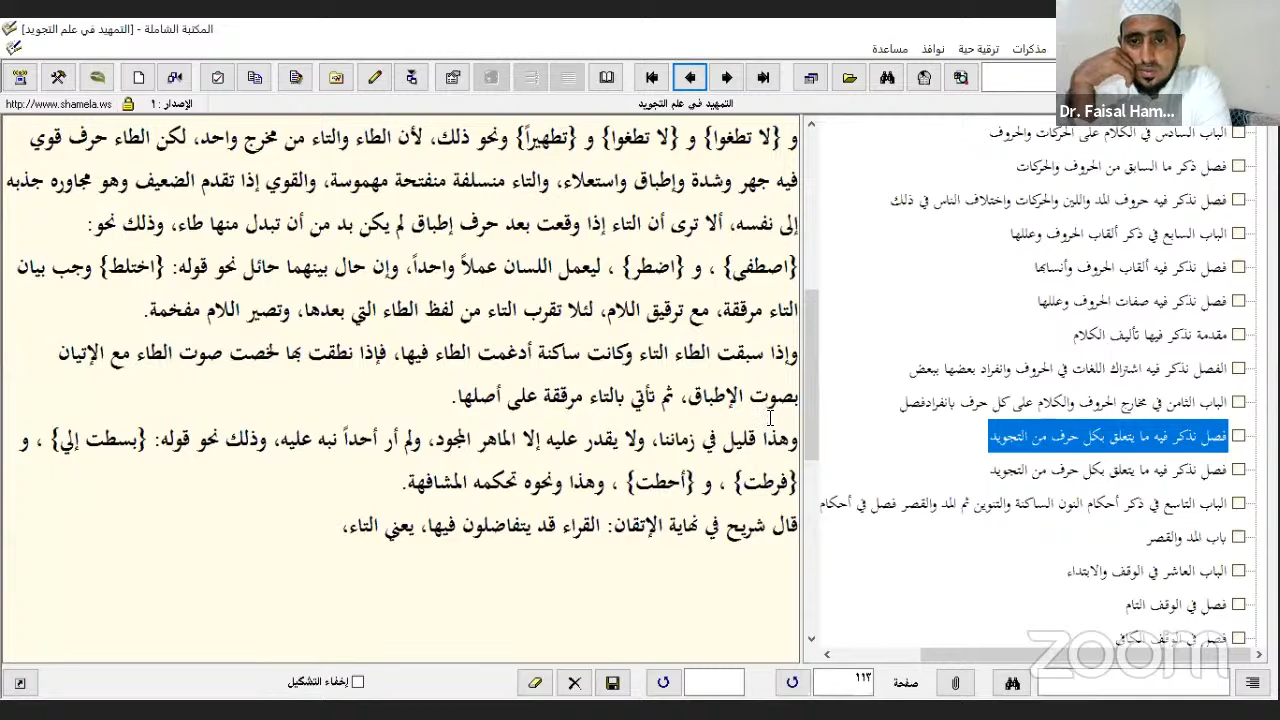 المكتبة الشاملة - [التمهيد في علم التجويد]
مذكرات ترقية حية نوافذ مساعدة
http://www.shamela.ws الإصدار : ١ التمهيد في علم التجويد
Dr. Faisal Ham...
و {لا تطغوا} و {لا تطغوا} و {تطهيراً} ونحو ذلك، لأن الطاء والتاء من مخرج واحد، لكن الطاء حرف قوي
فيه جهر وشدة وإطباق واستعلاء، والتاء منسلفة منفتحة مهموسة، والقوي إذا تقدم الضعيف وهو مجاوره جذبه
إلى نفسه، ألا ترى أن التاء إذا وقعت بعد حرف إطباق لم يكن بد من أن تبدل منها طاء، وذلك نحو:
{اصطفى} ، و {اضطر} ، ليعمل اللسان عملاً واحداً، وإن حال بينهما حائل نحو قوله: {اختلط} وجب بيان
التاء مرققة، مع ترقيق اللام، لئلا تقرب التاء من لفظ الطاء التي بعدها، وتصير اللام مفخمة.
وإذا سبقت الطاء التاء وكانت ساكنة أدغمت الطاء فيها، فإذا نطقت بها لخصت صوت الطاء مع الإتيان
بصوت الإطباق، ثم تأتي بالتاء مرققة على أصلها.
وهذا قليل في زماننا، ولا يقدر عليه إلا الماهر المجود، ولم أر أحداً نبه عليه، وذلك نحو قوله: {بسطت إلي} ، و
{فرطت} ، و {أحطت} ، وهذا ونحوه تحكمه المشافهة.
قال شريح في نهاية الإتقان: القراء قد يتفاضلون فيها، يعني التاء،
الباب السادس في الكلام على الحركات والحروف
فصل ذكر ما السابق من الحروف والحركات
فصل نذكر فيه حروف المد واللين والحركات واختلاف الناس في ذلك
الباب السابع في ذكر ألقاب الحروف وعللها
فصل نذكر فيه ألقاب الحروف وأنسابها
فصل نذكر فيه صفات الحروف وعللها
مقدمة نذكر فيها تأليف الكلام
الفصل نذكر فيه اشتراك اللغات في الحروف وانفراد بعضها ببعض
الباب الثامن في مخارج الحروف والكلام على كل حرف بانفرادفصل
فصل نذكر فيه ما يتعلق بكل حرف من التجويد
فصل نذكر فيه ما يتعلق بكل حرف من التجويد
الباب التاسع في ذكر أحكام النون الساكنة والتنوين ثم المد والقصر فصل في أحكام
باب المد والقصر
الباب العاشر في الوقف والابتداء
فصل في الوقف التام
فصل في الوقف الكافي
zoom
إخفاء التشكيل
صفحة ١١٣